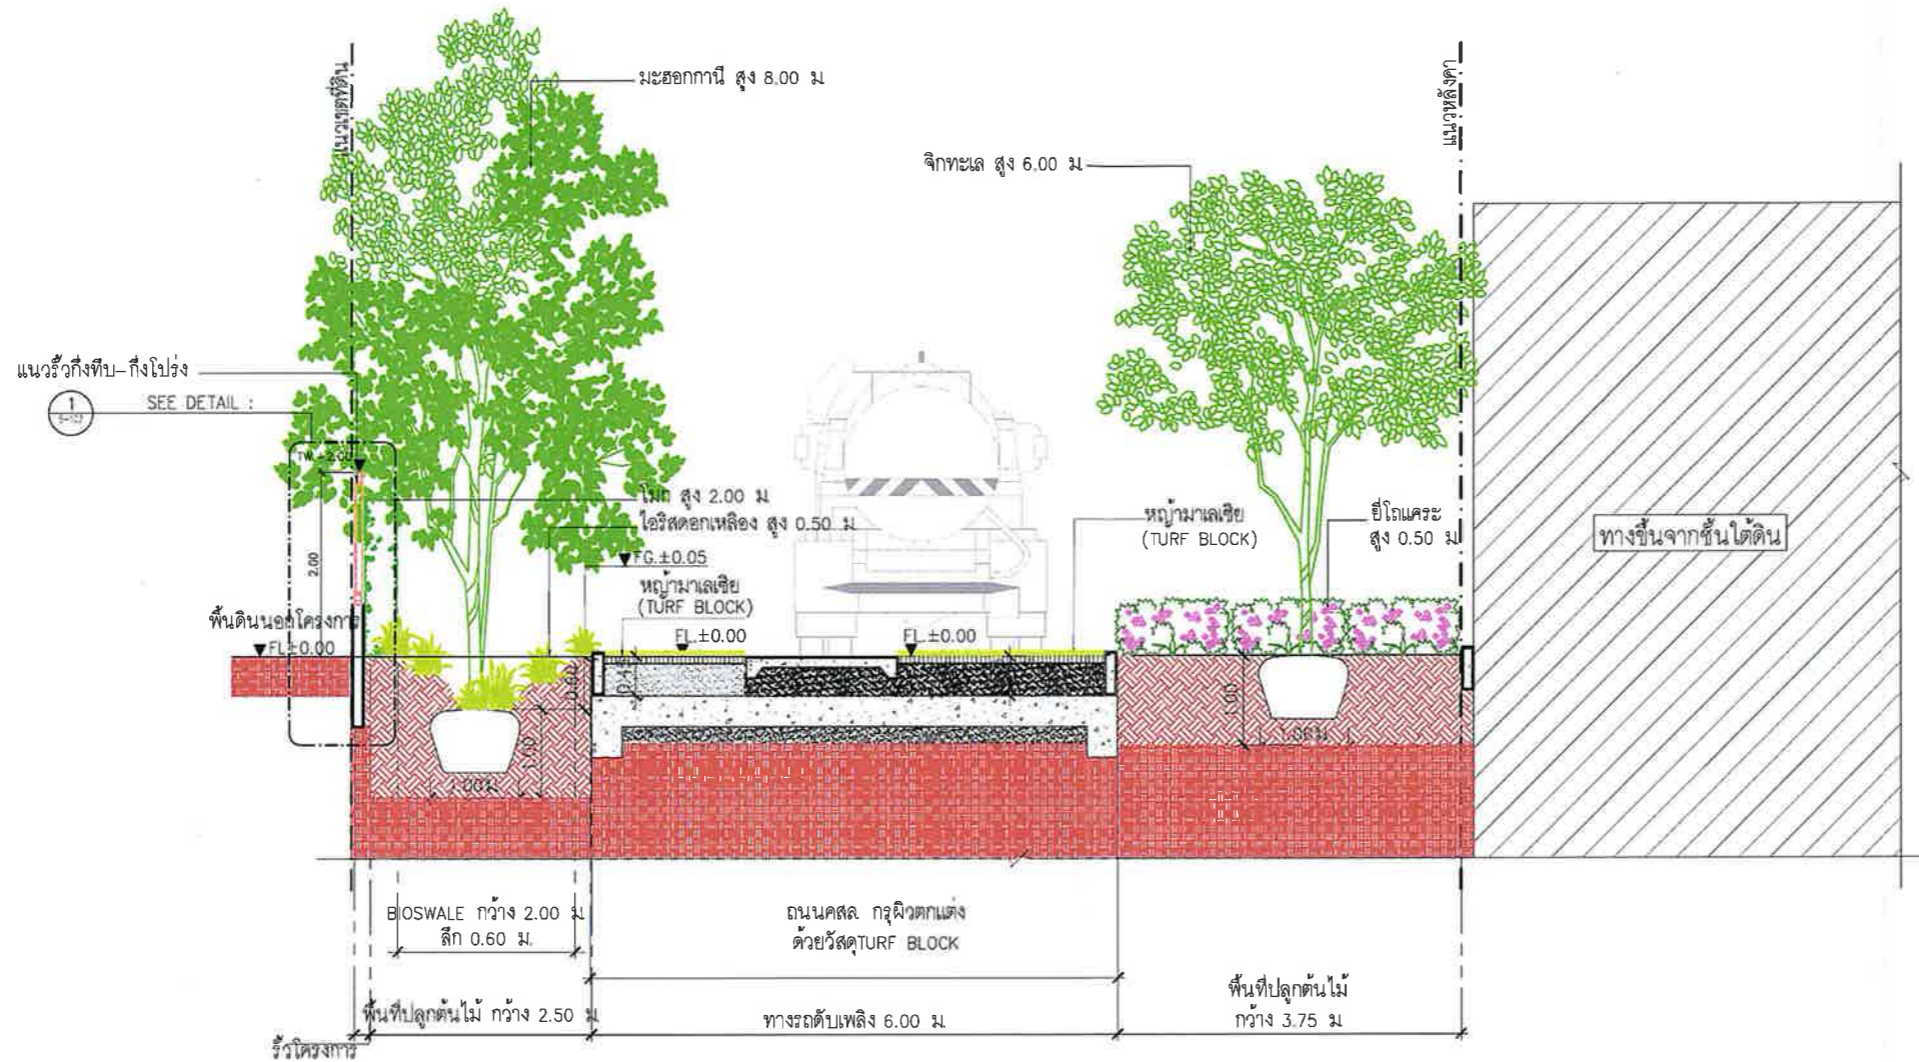 แนวเขตที่ดิน
มะฮอกกานี สูง 8.00 ม
แนวหลังคา
จิกทะเล สูง 6.00 ม
แนวรั้วกึ่งทึบ-กึ่งโปร่ง
1
SEE DETAIL :
TW.+2.00
2.00
โมก สูง 2.00 ม
ไอริสดอกเหลือง สูง 0.50 ม
FG.±0.05
หญ้ามาเลเซีย
(TURF BLOCK)
หญ้ามาเลเซีย
(TURF BLOCK)
ยี่โถแคระ
สูง 0.50 ม
ทางขึ้นจากชั้นใต้ดิน
พื้นดินนอกโครงการ
FL±0.00
FL.±0.00
FL.±0.00
1.00
1.00 ม
1.00 ม
BIOSWALE กว้าง 2.00 ม
ลึก 0.60 ม.
ถนนคสล กรุผิวตกแต่ง
ด้วยวัสดุTURF BLOCK
พื้นที่ปลูกต้นไม้ กว้าง 2.50 ม
ทางรถดับเพลิง 6.00 ม
พื้นที่ปลูกต้นไม้
กว้าง 3.75 ม
รั้วโครงการ